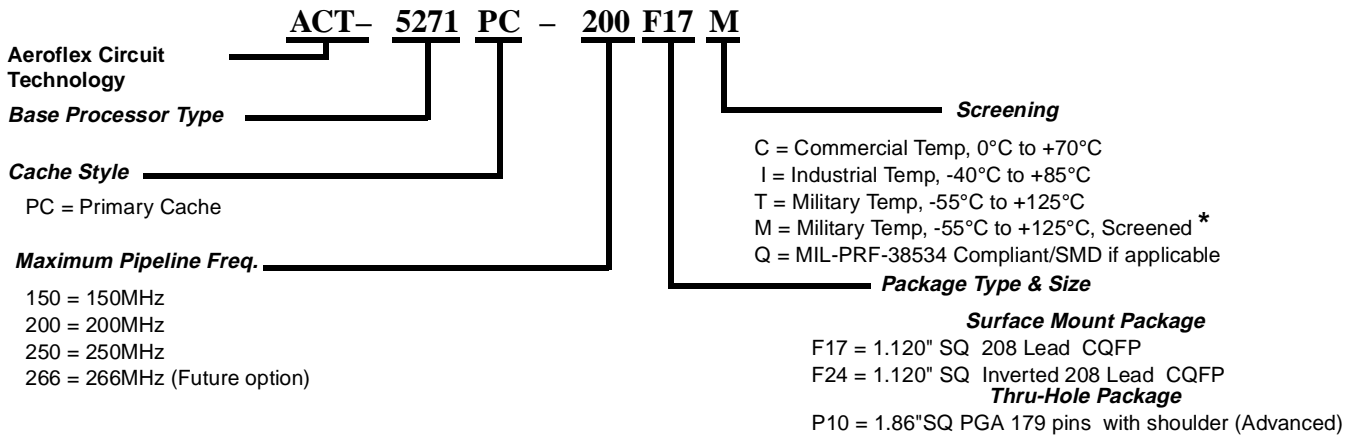 ACT– 5271 PC – 200 F17 M
Aeroflex Circuit
Technology
Base Processor Type
Cache Style
PC = Primary Cache
Maximum Pipeline Freq.
150 = 150MHz
200 = 200MHz
250 = 250MHz
266 = 266MHz (Future option)
Screening
C = Commercial Temp, 0°C to +70°C
I = Industrial Temp, -40°C to +85°C
T = Military Temp, -55°C to +125°C
M = Military Temp, -55°C to +125°C, Screened *
Q = MIL-PRF-38534 Compliant/SMD if applicable
Package Type & Size
Surface Mount Package
F17 = 1.120" SQ 208 Lead CQFP
F24 = 1.120" SQ Inverted 208 Lead CQFP
Thru-Hole Package
P10 = 1.86"SQ PGA 179 pins with shoulder (Advanced)